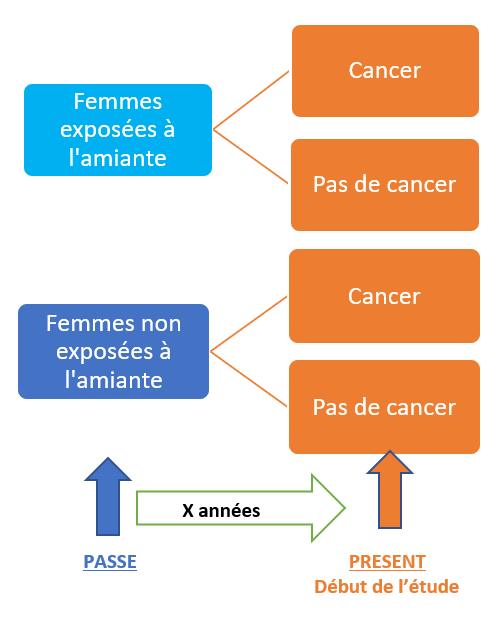 Femmes
exposées à
l'amiante
Cancer
Pas de cancer
Femmes non
exposées à
l'amiante
Cancer
Pas de cancer
X années
PASSE
PRESENT
Début de l’étude